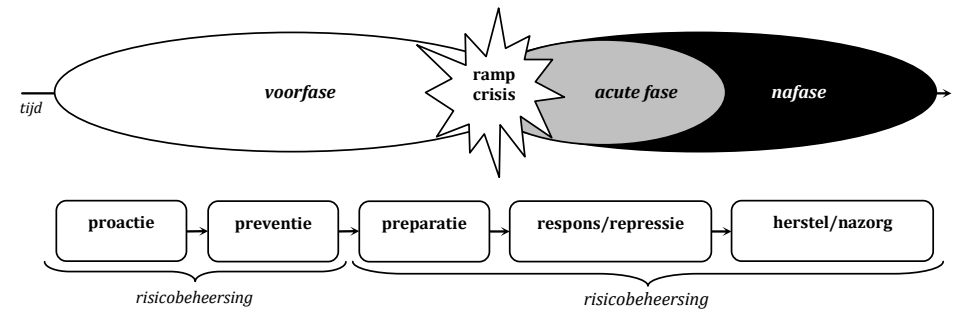 ramp
crisis
voorfase
acute fase
nafase
tijd
proactie
preventie
preparatie
respons/repressie
herstel/nazorg
risicobeheersing
risicobeheersing